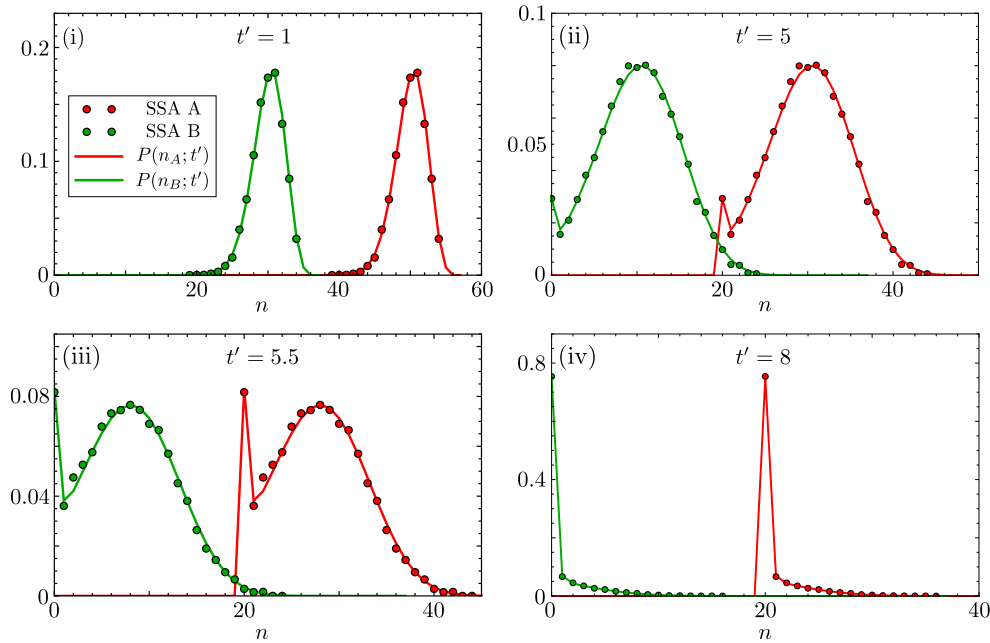 (i)
t′ = 1
0.2
0.1
0
SSA A
SSA B
P(n_A; t′)
P(n_B; t′)
0 20 40 60
n
(ii)
t′ = 5
0.1
0.05
0
0 20 40
n
(iii)
t′ = 5.5
0.08
0.04
0
0 20 40
n
(iv)
t′ = 8
0.8
0.4
0
0 20 40
n